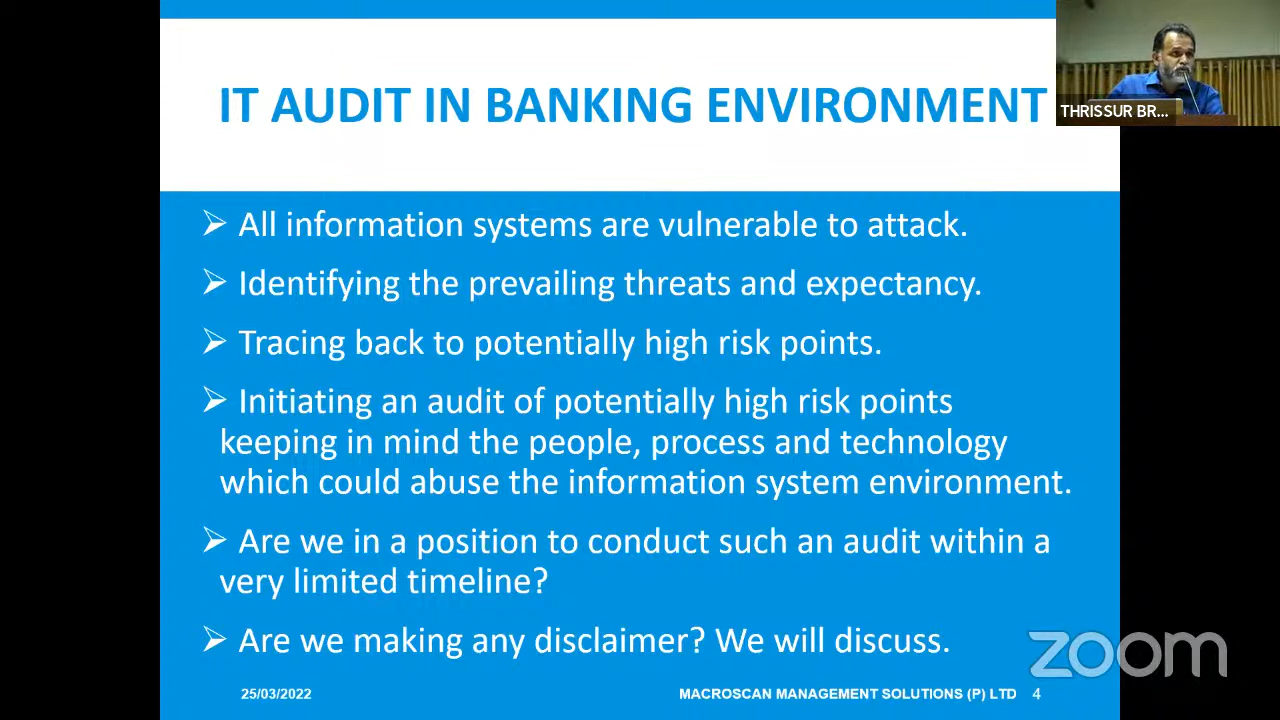 IT AUDIT IN BANKING ENVIRONMENT
THRISSUR BR...
➢ All information systems are vulnerable to attack.
➢ Identifying the prevailing threats and expectancy.
➢ Tracing back to potentially high risk points.
➢ Initiating an audit of potentially high risk points
keeping in mind the people, process and technology
which could abuse the information system environment.
➢ Are we in a position to conduct such an audit within a
very limited timeline?
➢ Are we making any disclaimer? We will discuss.
zoom
25/03/2022
MACROSCAN MANAGEMENT SOLUTIONS (P) LTD 4